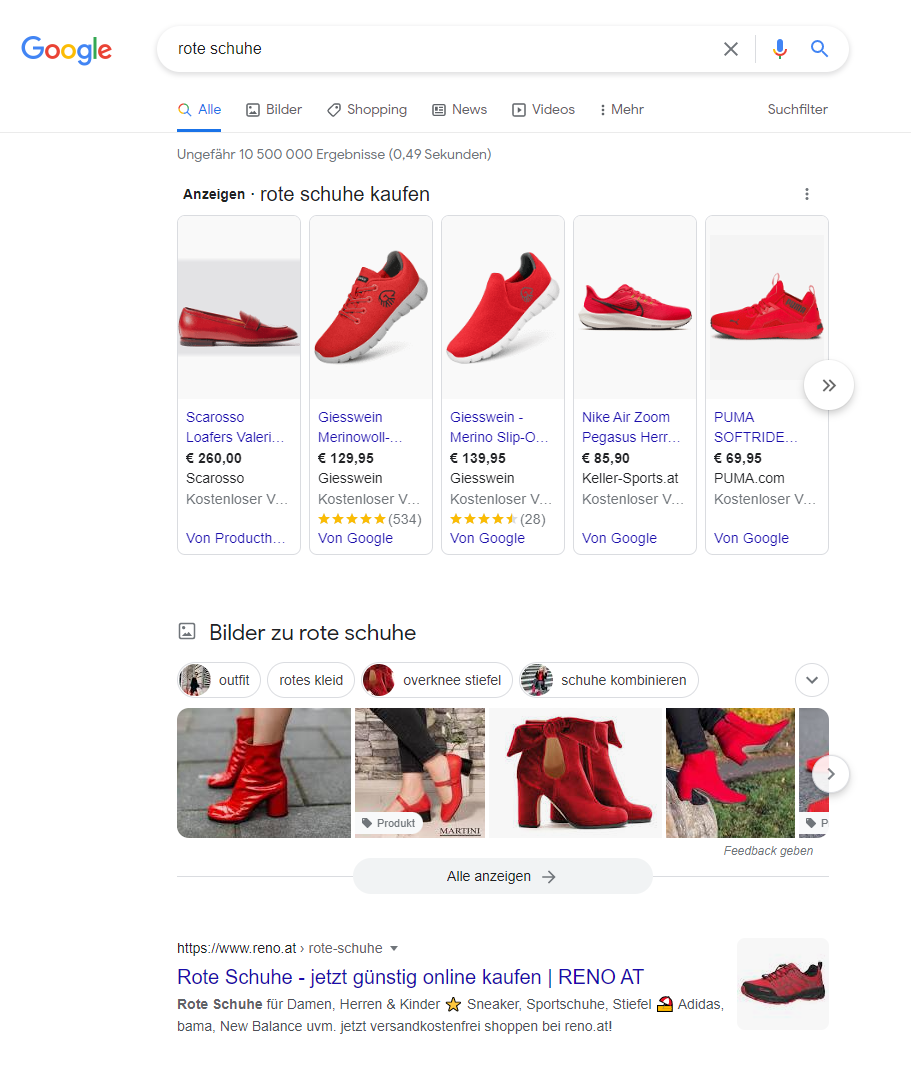 Google
rote schuhe
Alle
Bilder
Shopping
News
Videos
Mehr
Suchfilter
Ungefähr 10 500 000 Ergebnisse (0,49 Sekunden)
Anzeigen · rote schuhe kaufen
Scarosso
Loafers Valeri...
€ 260,00
Scarosso
Kostenloser V...
Von Producth...
Giesswein
Merinowoll-...
€ 129,95
Giesswein
Kostenloser V...
(534)
Von Google
Giesswein -
Merino Slip-O...
€ 139,95
Giesswein
Kostenloser V...
(28)
Von Google
Nike Air Zoom
Pegasus Herr...
€ 85,90
Keller-Sports.at
Kostenloser V...
Von Google
PUMA
SOFTRIDE...
€ 69,95
PUMA.com
Kostenloser V...
Von Google
Bilder zu rote schuhe
outfit
rotes kleid
overknee stiefel
schuhe kombinieren
Produkt
MARTINI
P
Feedback geben
Alle anzeigen
https://www.reno.at › rote-schuhe
Rote Schuhe - jetzt günstig online kaufen | RENO AT
Rote Schuhe für Damen, Herren & Kinder ⭐ Sneaker, Sportschuhe, Stiefel ⛸ Adidas,
bama, New Balance uvm. jetzt versandkostenfrei shoppen bei reno.at!